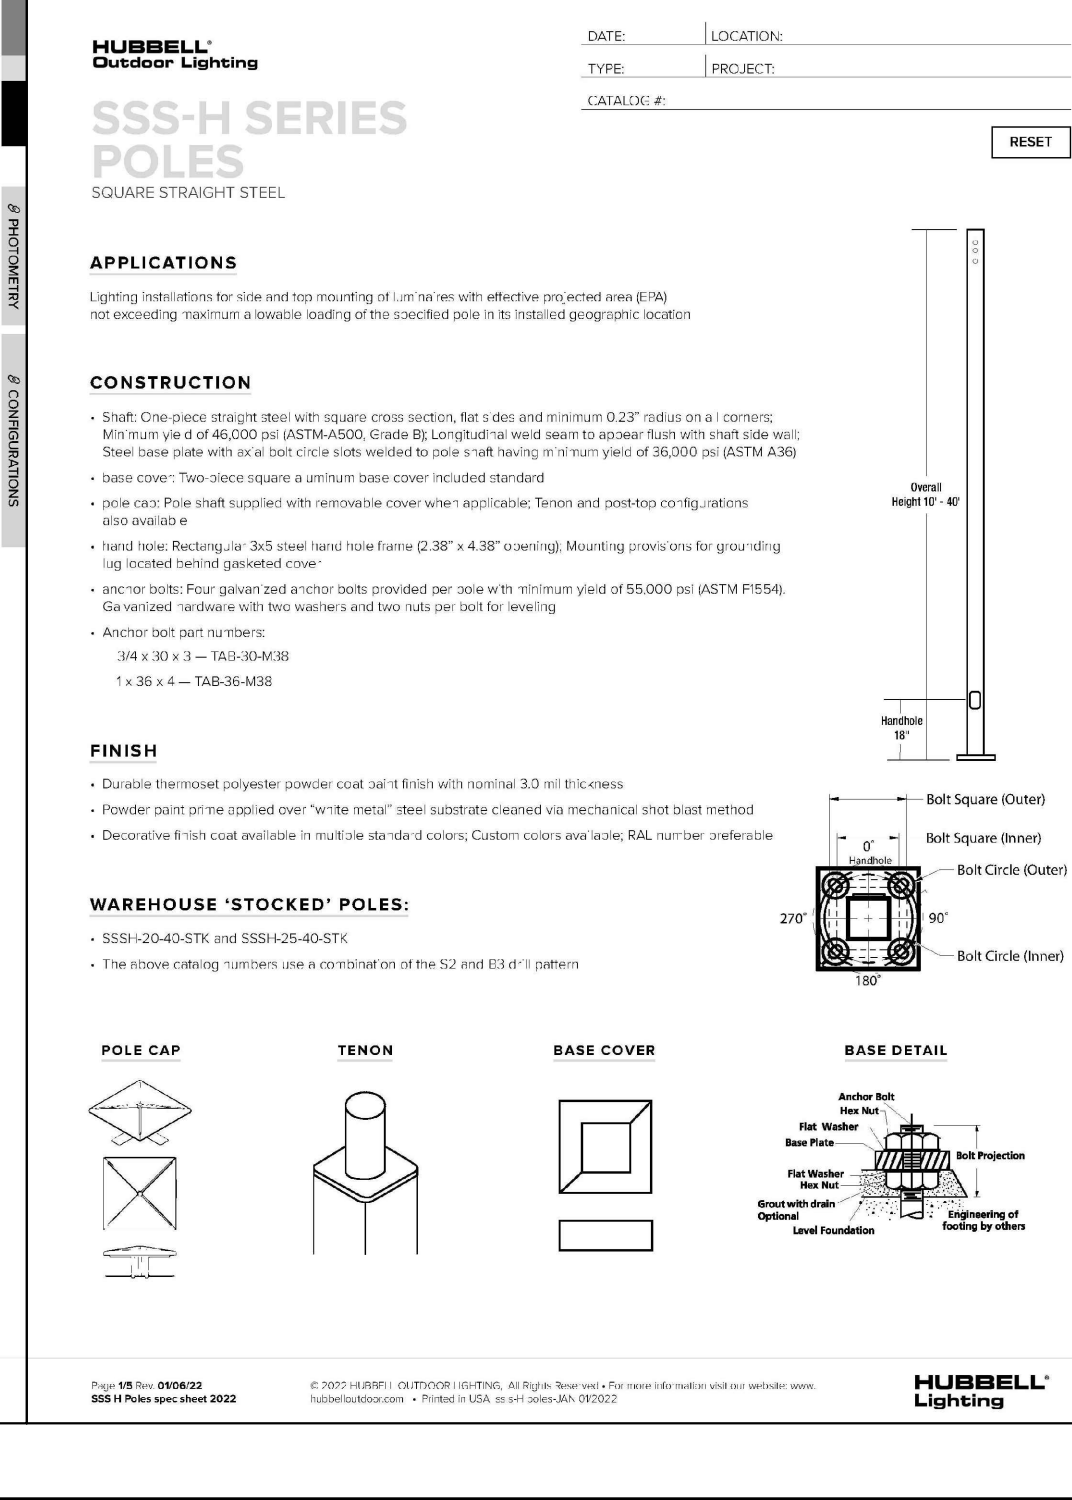 HUBBELL®
Outdoor Lighting
DATE:
LOCATION:
TYPE:
PROJECT:
CATALOG #:
RESET
SSS-H SERIES
POLES
SQUARE STRAIGHT STEEL
PHOTOMETRY
CONFIGURATIONS
APPLICATIONS
Lighting installations for side and top mounting of luminaires with effective projected area (EPA)
not exceeding maximum allowable loading of the specified pole in its installed geographic location
CONSTRUCTION
• Shaft: One-piece straight steel with square cross section, flat sides and minimum 0.23” radius on all corners;
Minimum yield of 46,000 psi (ASTM-A500, Grade B); Longitudinal weld seam to appear flush with shaft side wall;
Steel base plate with axial bolt circle slots welded to pole shaft having minimum yield of 36,000 psi (ASTM A36)
• base cover: Two-piece square aluminum base cover included standard
• pole cap: Pole shaft supplied with removable cover when applicable; Tenon and post-top configurations
also available
• hand hole: Rectangular 3x5 steel hand hole frame (2.38” x 4.38” opening); Mounting provisions for grounding
lug located behind gasketed cover
• anchor bolts: Four galvanized anchor bolts provided per pole with minimum yield of 55,000 psi (ASTM F1554).
Galvanized hardware with two washers and two nuts per bolt for leveling
• Anchor bolt part numbers:
3/4 x 30 x 3 — TAB-30-M38
1 x 36 x 4 — TAB-36-M38
Overall
Height 10' - 40'
Handhole
18"
FINISH
• Durable thermoset polyester powder coat paint finish with nominal 3.0 mil thickness
• Powder paint prime applied over “white metal” steel substrate cleaned via mechanical shot blast method
• Decorative finish coat available in multiple standard colors; Custom colors available; RAL number preferable
Bolt Square (Outer)
Bolt Square (Inner)
0°
Handhole
Bolt Circle (Outer)
270°
90°
Bolt Circle (Inner)
180°
WAREHOUSE ‘STOCKED’ POLES:
• SSSH-20-40-STK and SSSH-25-40-STK
• The above catalog numbers use a combination of the S2 and B3 drill pattern
POLE CAP
TENON
BASE COVER
BASE DETAIL
Anchor Bolt
Hex Nut
Flat Washer
Base Plate
Bolt Projection
Flat Washer
Hex Nut
Grout with drain
Optional
Level Foundation
Engineering of
footing by others
Page 1/5 Rev. 01/06/22
SSS H Poles spec sheet 2022
© 2022 HUBBELL OUTDOOR LIGHTING, All Rights Reserved • For more information visit our website: www.
hubbelloutdoor.com • Printed in USA ss s-H poles-JAN 01/2022
HUBBELL®
Lighting